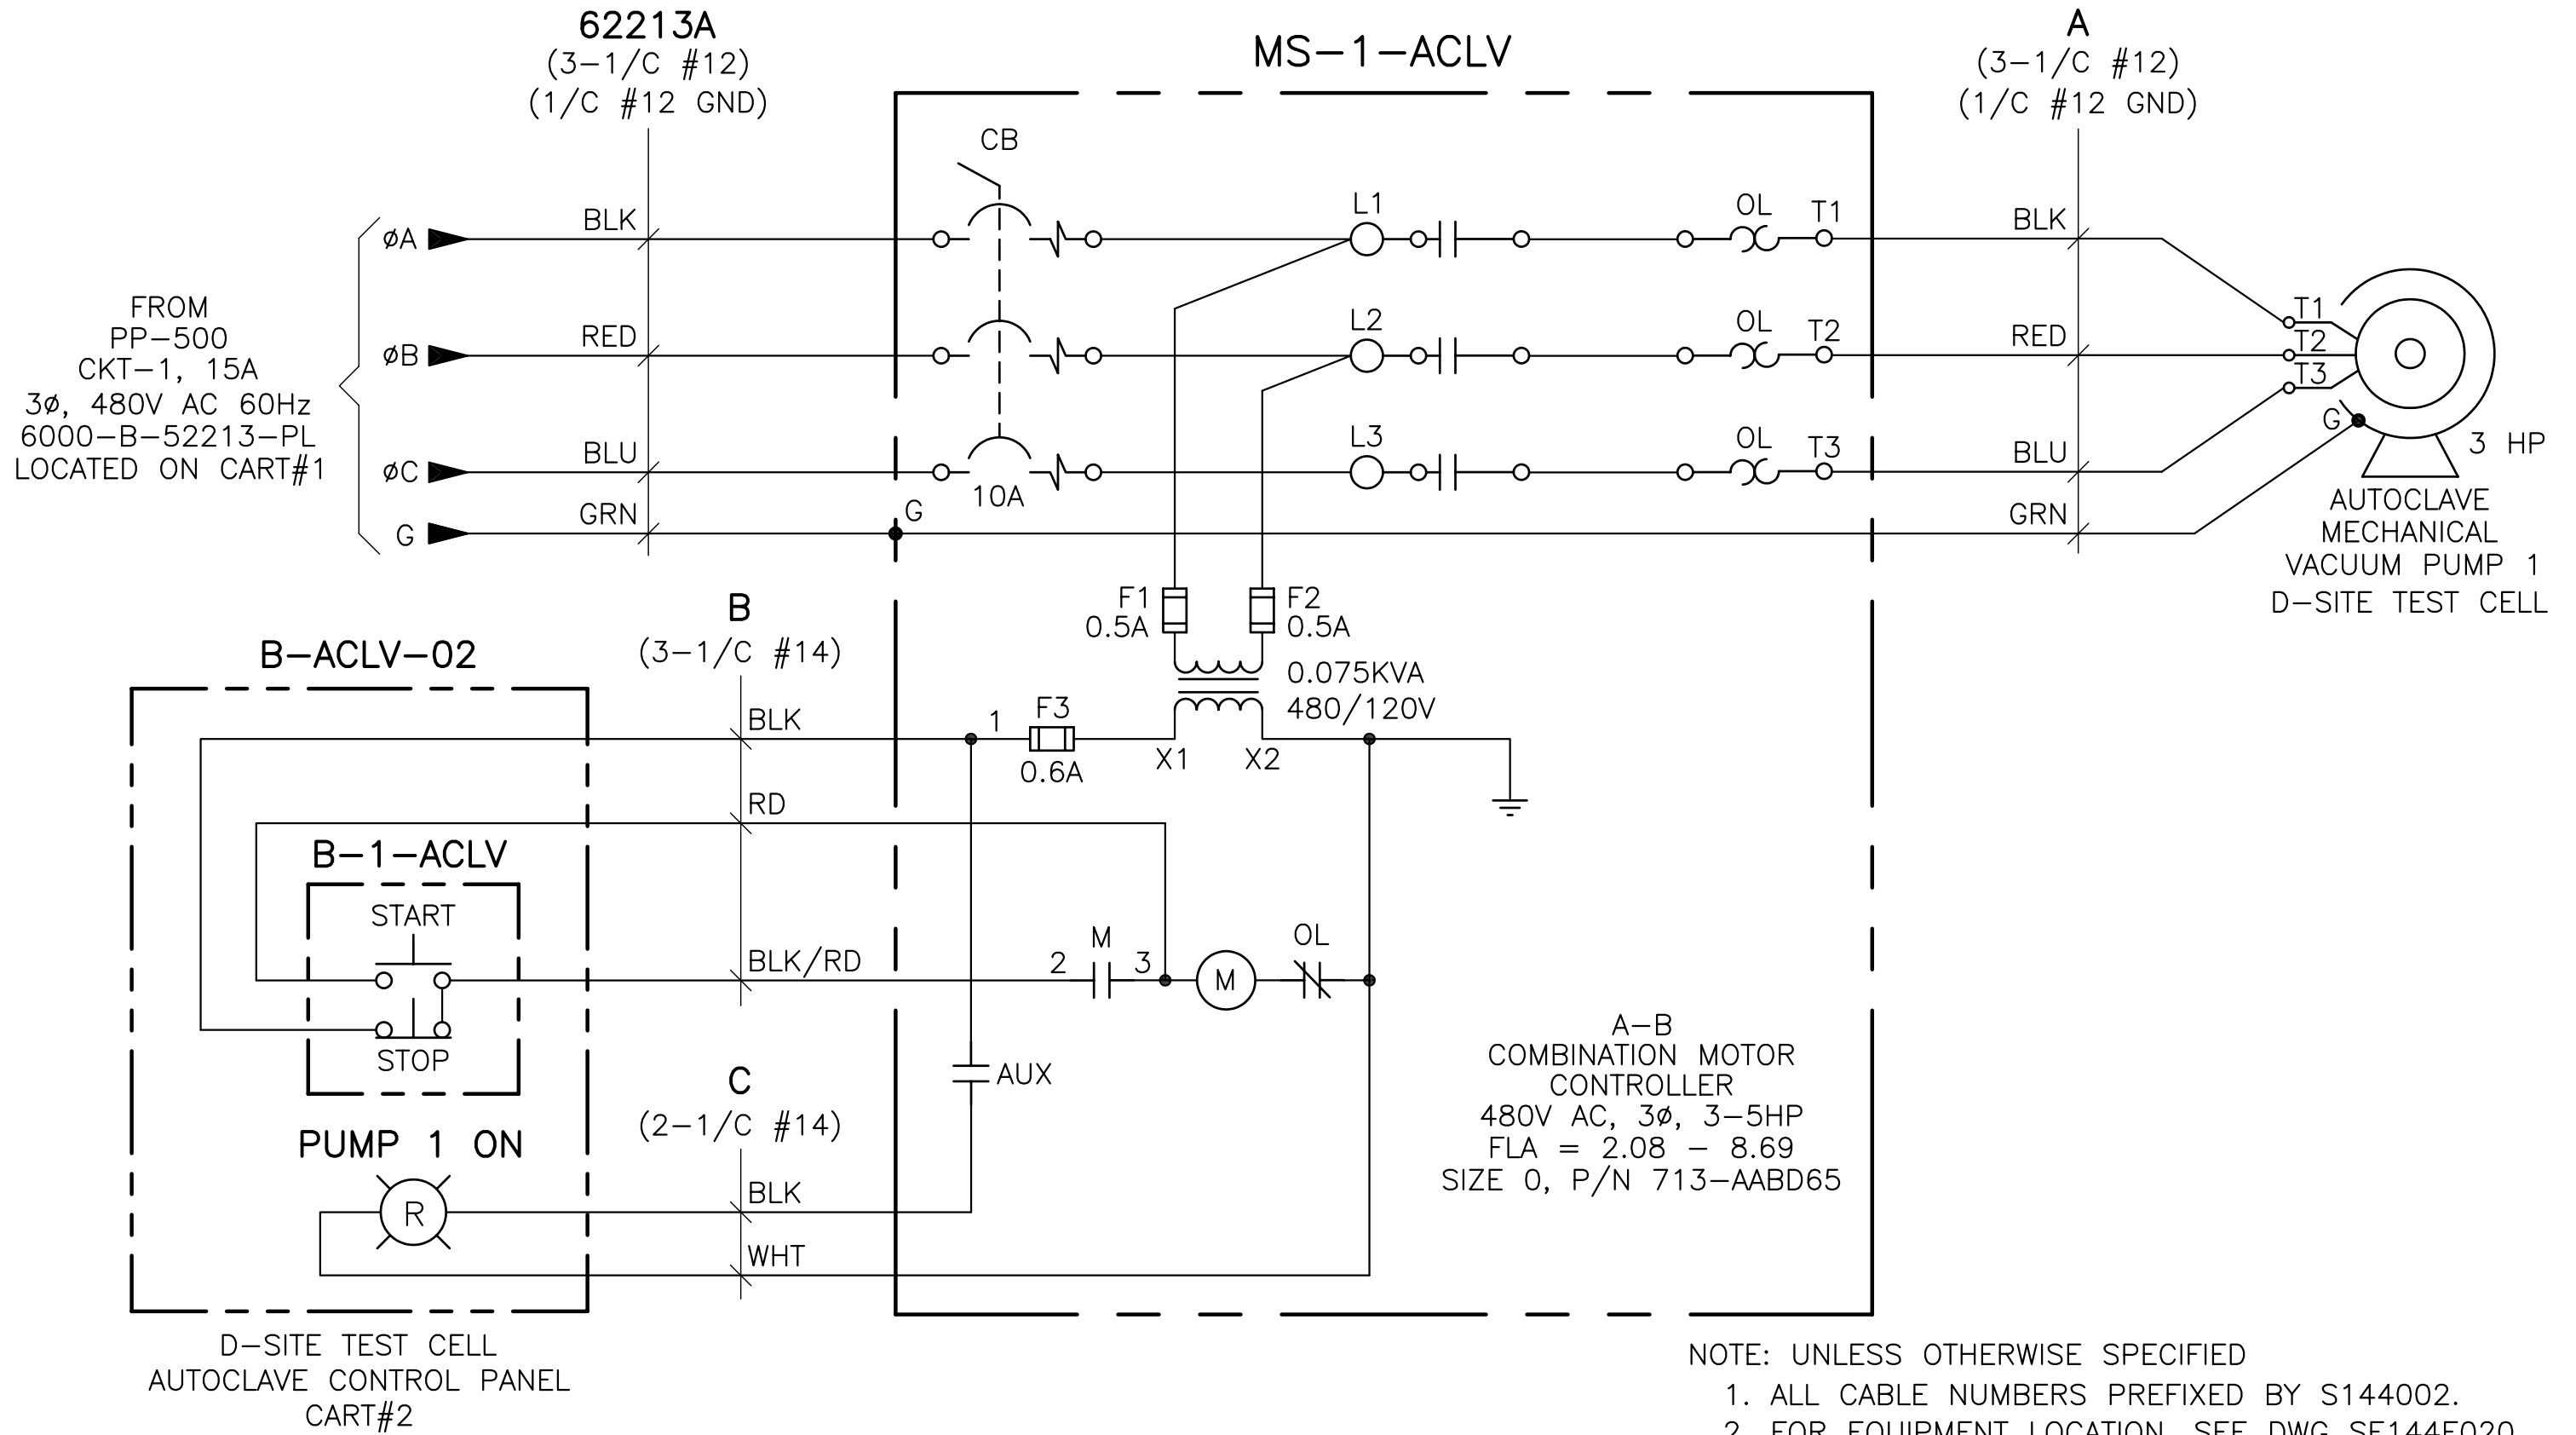 62213A
(3-1/C #12)
(1/C #12 GND)
MS-1-ACLV
A
(3-1/C #12)
(1/C #12 GND)
CB
BLK
RED
BLU
GRN
øA
øB
øC
G
FROM
PP-500
CKT-1, 15A
3ø, 480V AC 60Hz
6000-B-52213-PL
LOCATED ON CART#1
10A
G
L1
L2
L3
OL T1
OL T2
OL T3
BLK
RED
BLU
GRN
T1
T2
T3
G
3 HP
AUTOCLAVE
MECHANICAL
VACUUM PUMP 1
D-SITE TEST CELL
F1
0.5A
F2
0.5A
0.075KVA
480/120V
X1
X2
B
(3-1/C #14)
B-ACLV-02
BLK
1
F3
0.6A
RD
B-1-ACLV
START
STOP
BLK/RD
2
M
3
M
OL
AUX
C
(2-1/C #14)
PUMP 1 ON
R
BLK
WHT
A-B
COMBINATION MOTOR
CONTROLLER
480V AC, 3ø, 3-5HP
FLA = 2.08 - 8.69
SIZE 0, P/N 713-AABD65
D-SITE TEST CELL
AUTOCLAVE CONTROL PANEL
CART#2
NOTE: UNLESS OTHERWISE SPECIFIED
1. ALL CABLE NUMBERS PREFIXED BY S144002.
2. FOR EQUIPMENT LOCATION, SEE DWG